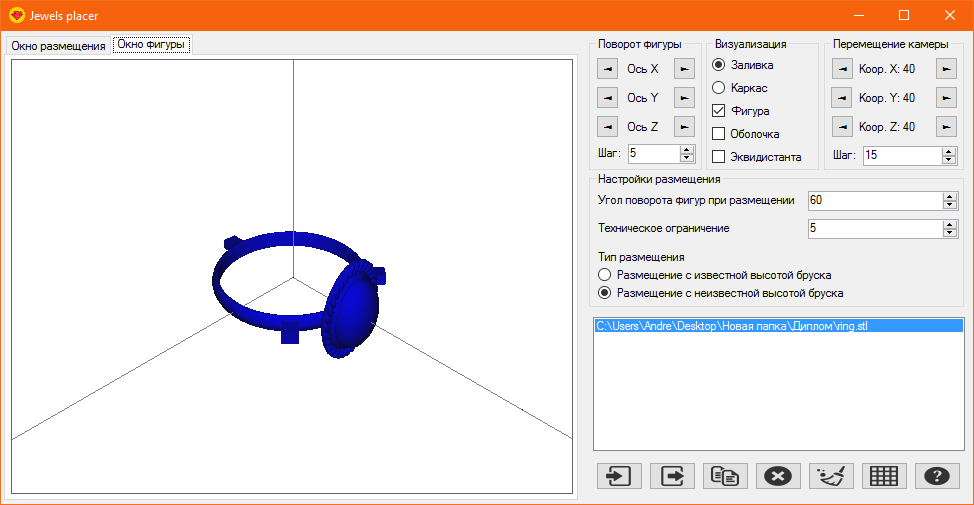 Jewels placer
Окно размещения
Окно фигуры
Поворот фигуры
Ось X
Ось Y
Ось Z
Шаг: 5
Визуализация
Заливка
Каркас
Фигура
Оболочка
Эквидистанта
Перемещение камеры
Коор. X: 40
Коор. Y: 40
Коор. Z: 40
Шаг: 15
Настройки размещения
Угол поворота фигур при размещении 60
Техническое ограничение 5
Тип размещения
Размещение с известной высотой бруска
Размещение с неизвестной высотой бруска
C:\Users\Andre\Desktop\Новая папка\Диплом\ring.stl
?